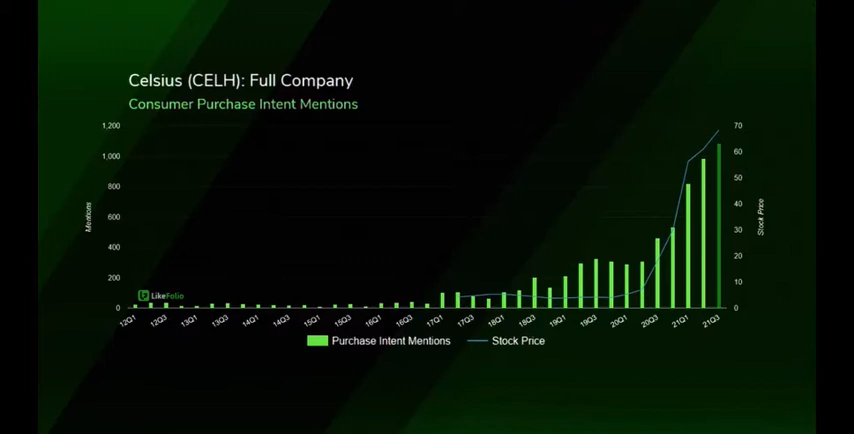 Celsius (CELH): Full Company
Consumer Purchase Intent Mentions
1,200
1,000
800
600
400
200
0
Mentions
70
60
50
40
30
20
10
0
Stock Price
LikeFolio
12Q1 12Q3 13Q1 13Q3 14Q1 14Q3 15Q1 15Q3 16Q1 16Q3 17Q1 17Q3 18Q1 18Q3 19Q1 19Q3 20Q1 20Q3 21Q1 21Q3
Purchase Intent Mentions Stock Price